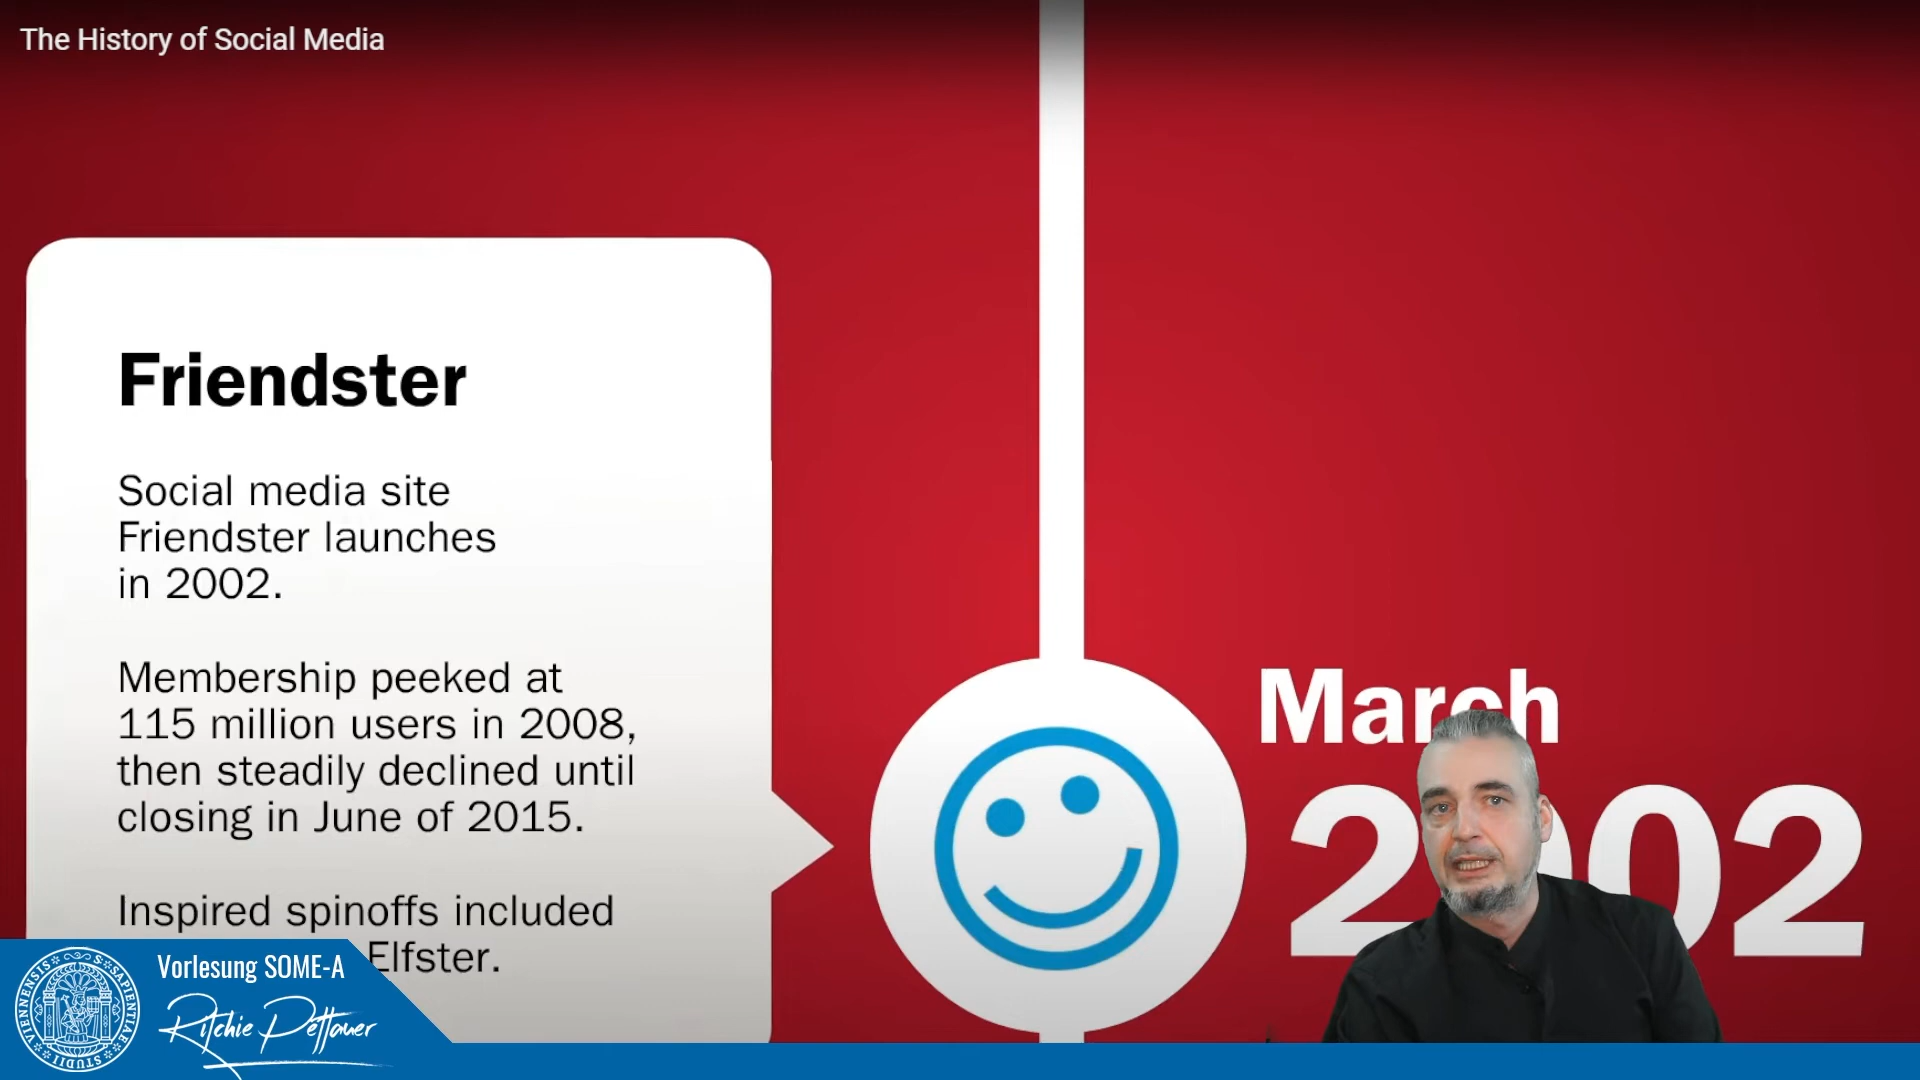 The History of Social Media
Friendster
Social media site
Friendster launches
in 2002.
Membership peeked at
115 million users in 2008,
then steadily declined until
closing in June of 2015.
Inspired spinoffs included
Elfster.
March
2002
Vorlesung SOME-A
Ritchie Pettauer